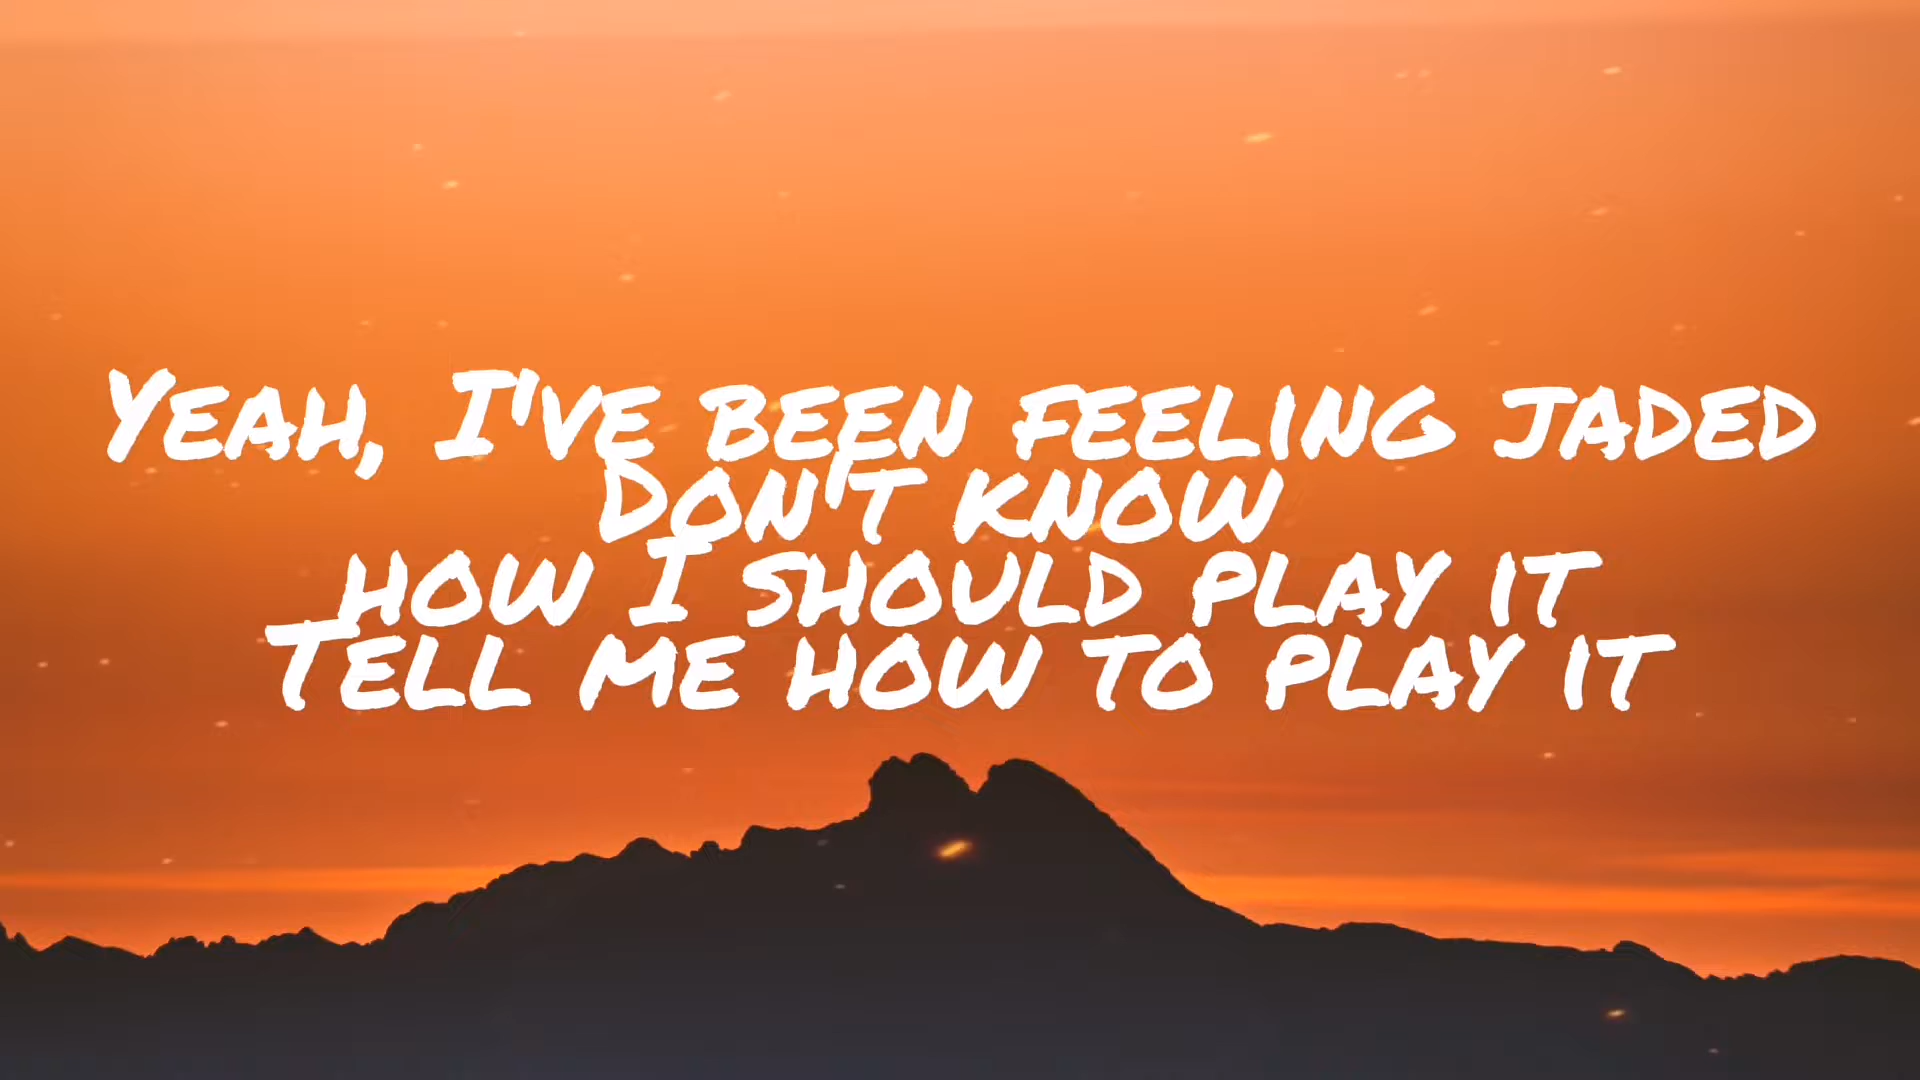 Yeah, I've been feeling jaded
Don't know
how I should play it
Tell me how to play it